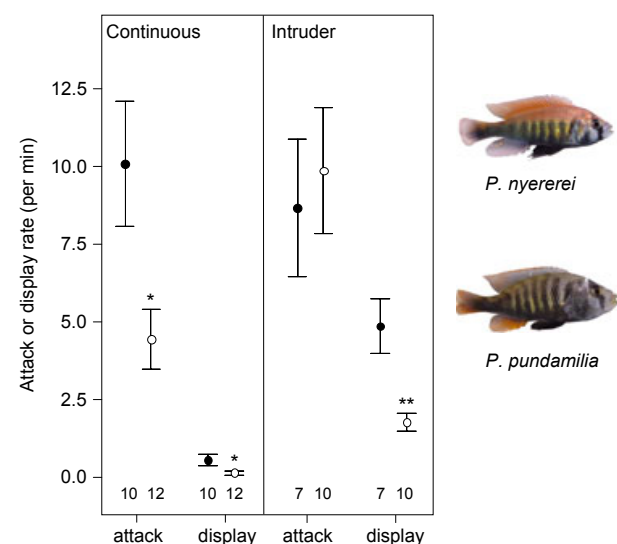 Continuous
Intruder
Attack or display rate (per min)
12.5
10.0
7.5
5.0
2.5
0.0
*
*
**
10 12 10 12 7 10 7 10
attack display attack display
P. nyererei
P. pundamilia